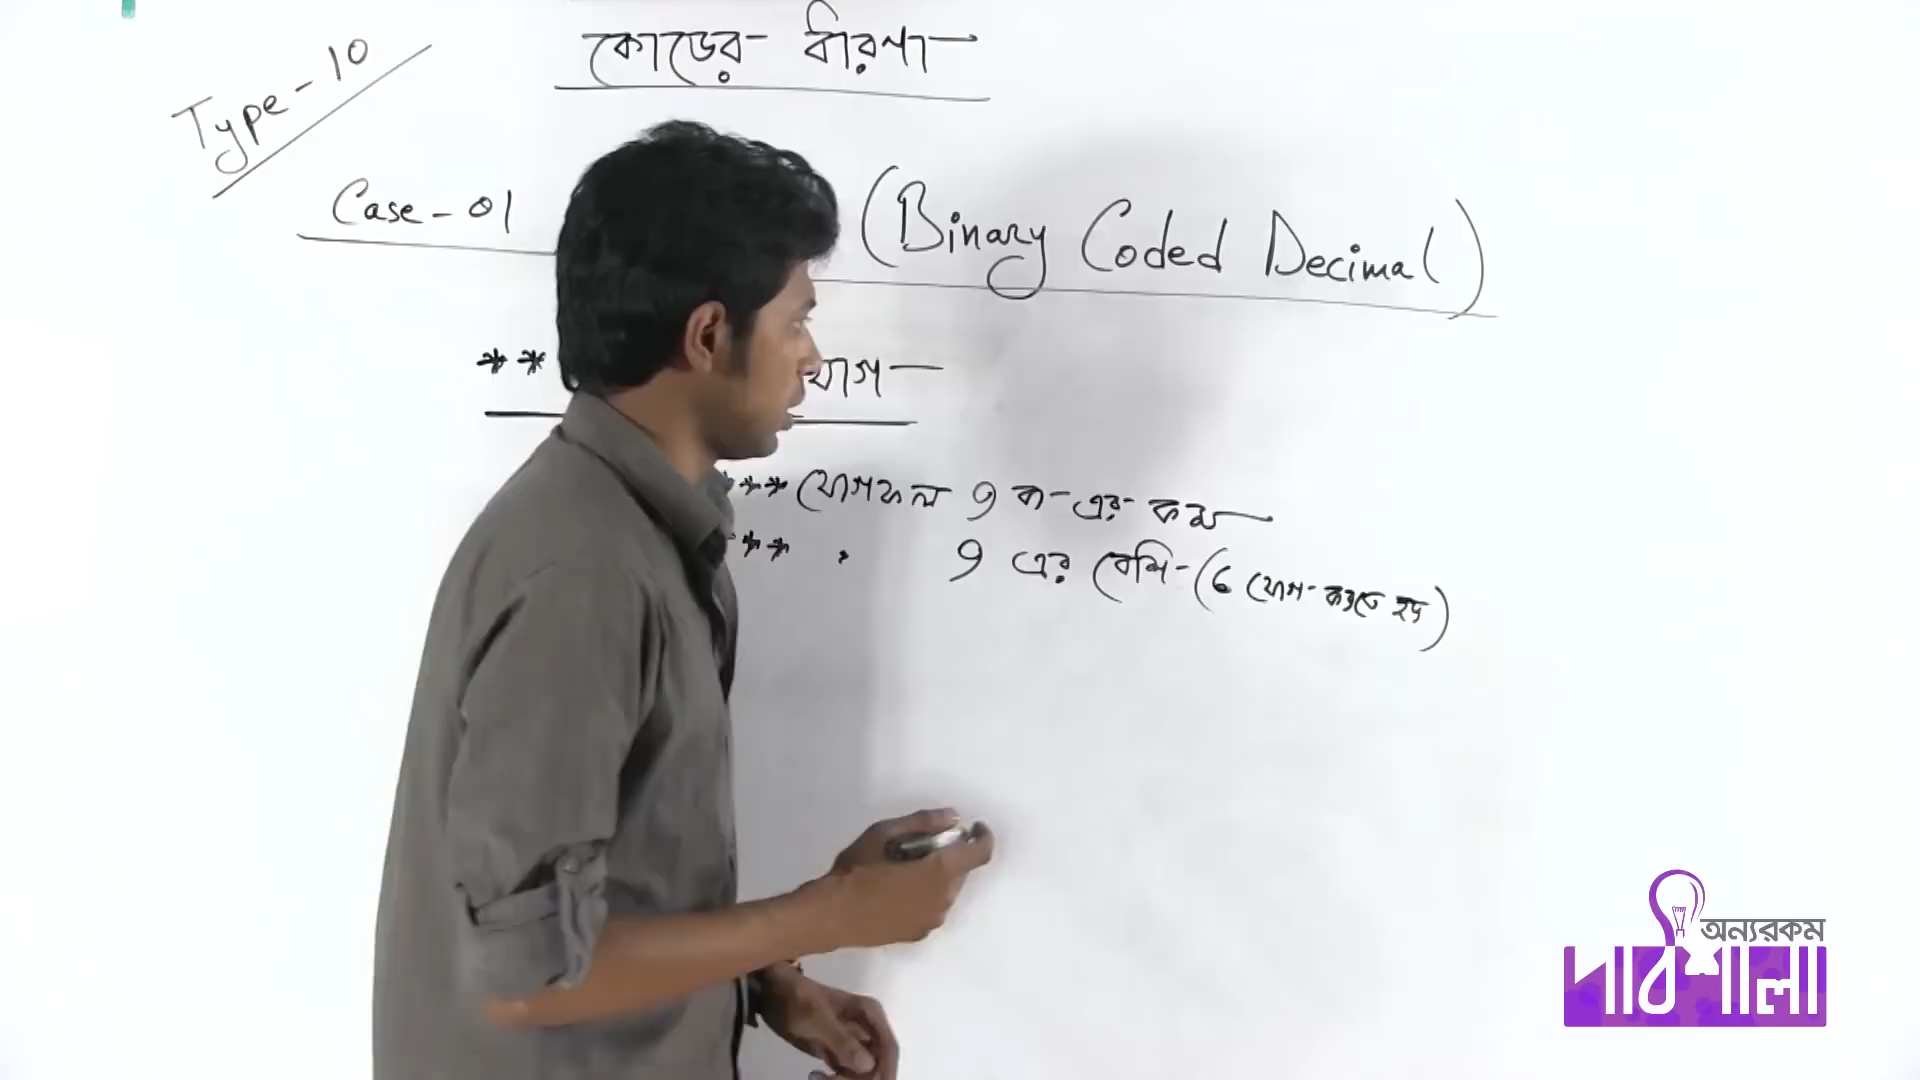 কোডের ধারণা
Type-10
Case-01 (Binary Coded Decimal)
** যোগ
*** যোগফল 9 বা এর কম
*** " 9 এর বেশি (6 যোগ করতে হয়)
অন্যরকম
পাঠশালা